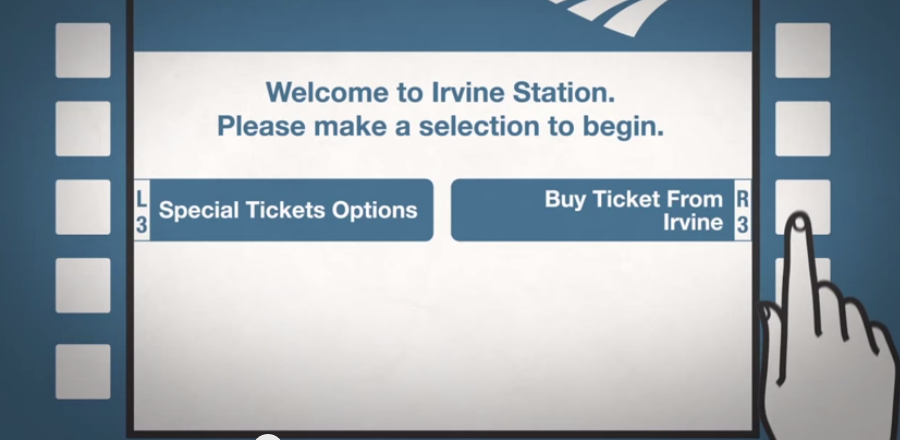 Welcome to Irvine Station.
Please make a selection to begin.
L
3
Special Tickets Options
Buy Ticket From
Irvine
R
3